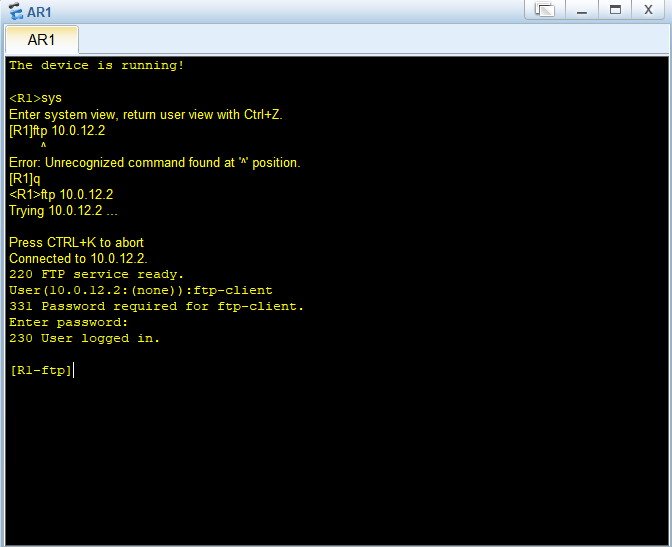 AR1
X
AR1
The device is running!
<R1>sys
Enter system view, return user view with Ctrl+Z.
[R1]ftp 10.0.12.2
^
Error: Unrecognized command found at '^' position.
[R1]q
<R1>ftp 10.0.12.2
Trying 10.0.12.2 ...
Press CTRL+K to abort
Connected to 10.0.12.2.
220 FTP service ready.
User(10.0.12.2:(none)):ftp-client
331 Password required for ftp-client.
Enter password:
230 User logged in.
[R1-ftp]